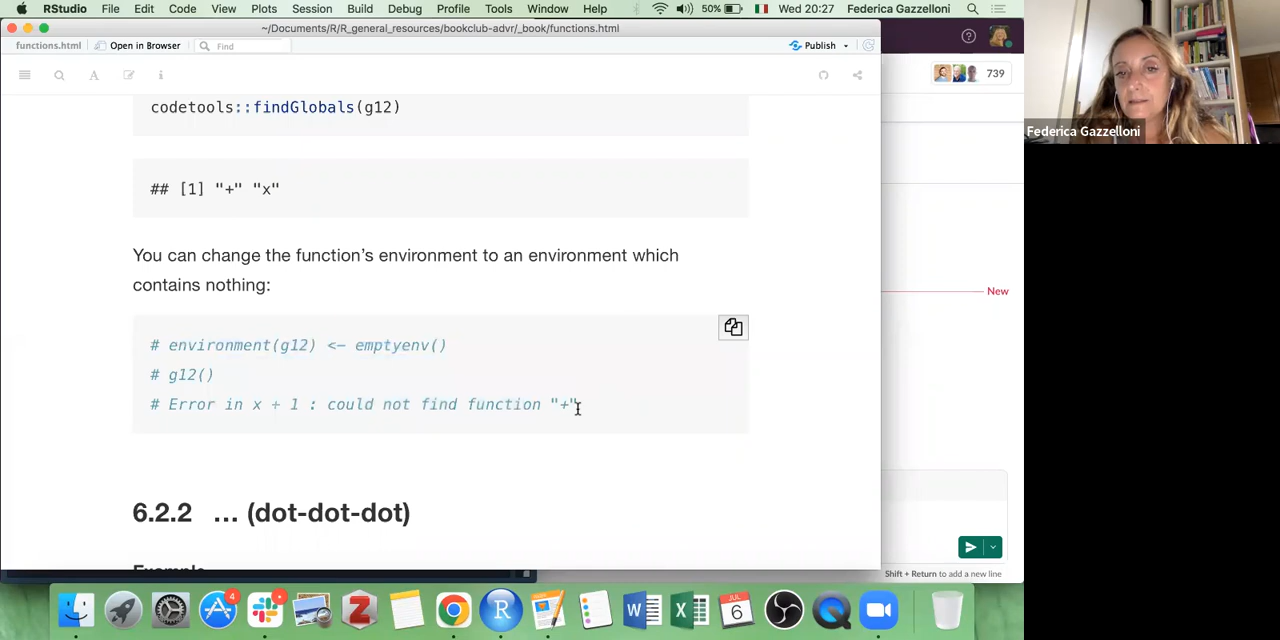 RStudio File Edit Code View Plots Session Build Debug Profile Tools Window Help 50% Wed 20:27 Federica Gazzelloni
~/Documents/R/R_general_resources/bookclub-advr/_book/functions.html
functions.html Open in Browser Find Publish
A i
739
Federica Gazzelloni
codetools::findGlobals(g12)
## [1] "+" "x"
You can change the function's environment to an environment which
contains nothing:
New
# environment(g12) <- emptyenv()
# g12()
# Error in x + 1 : could not find function "+"
6.2.2 ... (dot-dot-dot)
Example
Shift + Return to add a new line
4
JUL
6